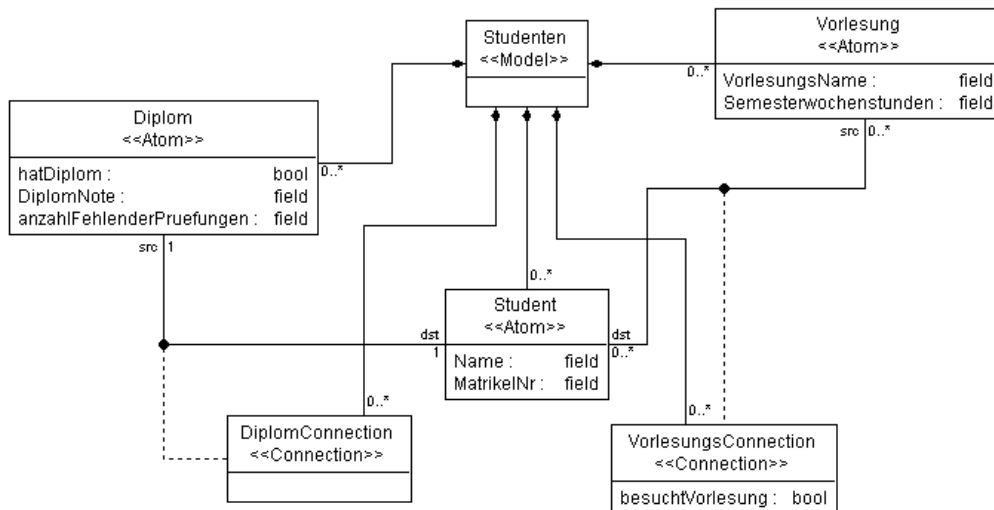 Studenten
<<Model>>
Vorlesung
<<Atom>>
VorlesungsName : field
Semesterwochenstunden : field
0..*
src 0..*
Diplom
<<Atom>>
hatDiplom : bool
DiplomNote : field
anzahlFehlenderPruefungen : field
0..*
src 1
0..*
Student
<<Atom>>
Name : field
MatrikelNr : field
dst
1
dst
0..*
0..*
DiplomConnection
<<Connection>>
0..*
VorlesungsConnection
<<Connection>>
besuchtVorlesung : bool